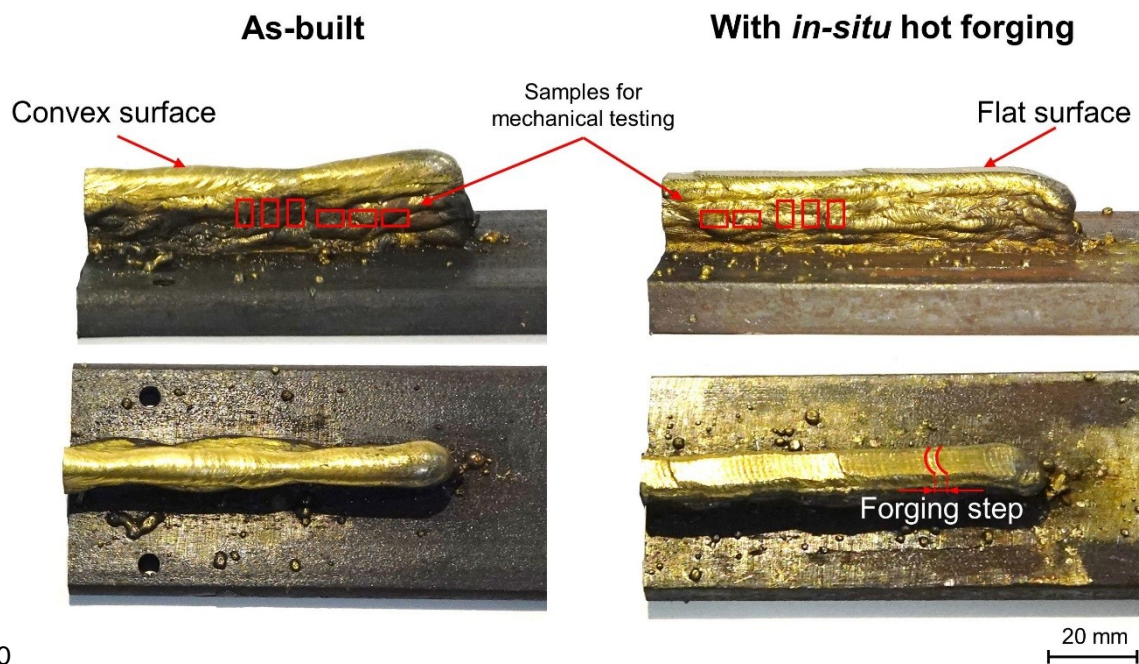 As-built
With in-situ hot forging
Convex surface
Samples for
mechanical testing
Flat surface
Forging step
20 mm
0